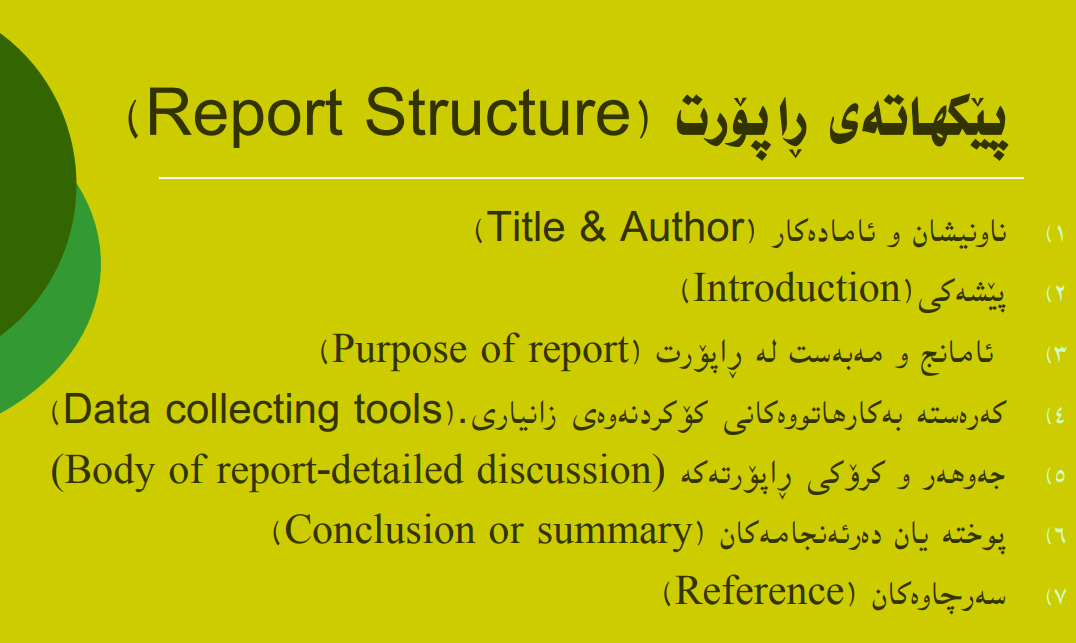 پێکهاتەی ڕاپۆرت (Report Structure)
١) ناونیشان و ئامادەکار (Title & Author)
٢) پێشەکی(Introduction)
٣) ئامانج و مەبەست لە ڕاپۆرت (Purpose of report)
٤) کەرەستە بەکارهاتووەکانی کۆکردنەوەی زانیاری.(Data collecting tools)
٥) جەوهەر و کرۆکی ڕاپۆرتەکە (Body of report-detailed discussion)
٦) پوختە یان دەرئەنجامەکان (Conclusion or summary)
٧) سەرچاوەکان (Reference)